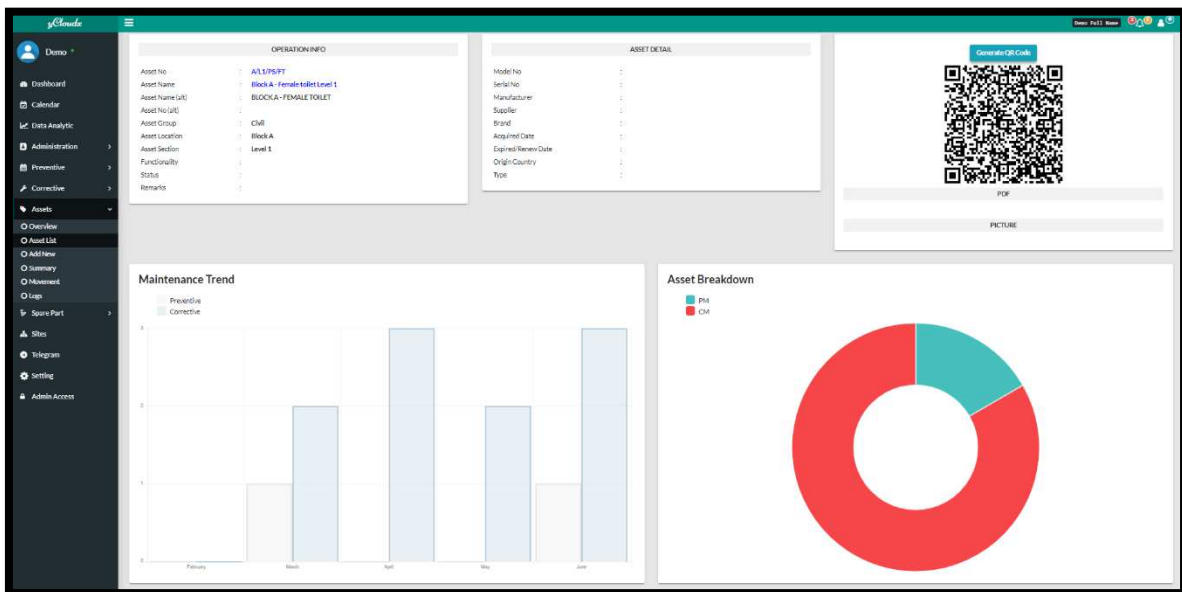 yCloudx
Demo Full Name
Demo
Dashboard
Calendar
Data Analytic
Administration
Preventive
Corrective
Assets
Overview
Asset List
Add New
Summary
Movement
Logs
Spare Part
Sites
Telegram
Setting
Admin Access
OPERATION INFO
Asset No : A/L1/PS/FT
Asset Name : Block A - Female toilet Level 1
Asset Name (alt) : BLOCK A - FEMALE TOILET
Asset No (alt) :
Asset Group : Civil
Asset Location : Block A
Asset Section : Level 1
Functionality :
Status :
Remarks :
ASSET DETAIL
Model No :
Serial No :
Manufacturer :
Supplier :
Brand :
Acquired Date :
Expired/Renew Date :
Origin Country :
Type :
Generate QR Code
PDF
PICTURE
Maintenance Trend
Preventive
Corrective
3
2
1
0
February March April May June
Asset Breakdown
PM
CM